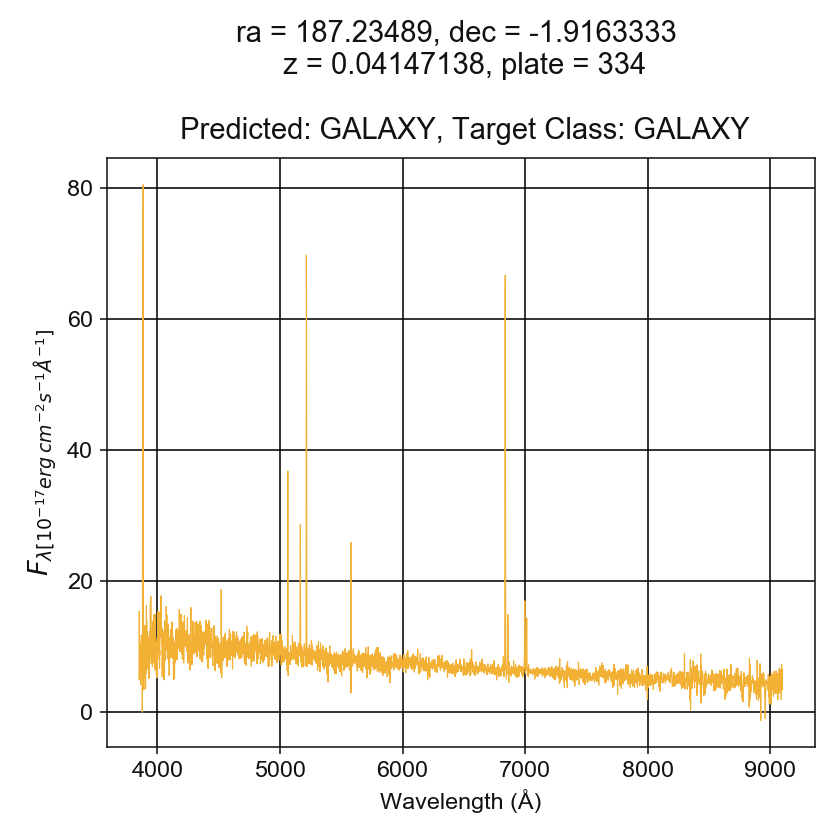 ra = 187.23489, dec = -1.9163333
z = 0.04147138, plate = 334
Predicted: GALAXY, Target Class: GALAXY
80
60
40
20
0
F_{λ[10^{-17}erg cm^{-2}s^{-1}Å^{-1}]}
4000 5000 6000 7000 8000 9000
Wavelength (Å)